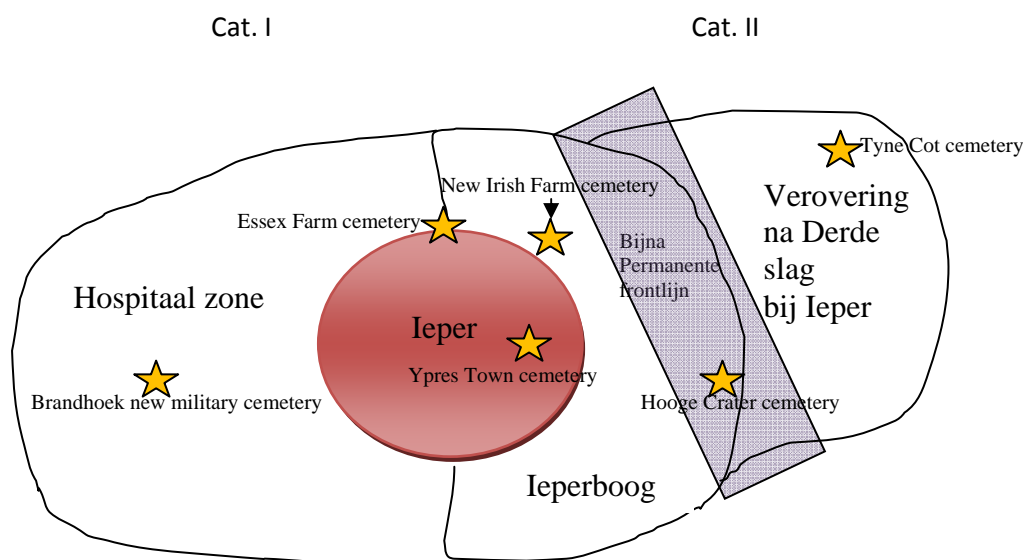 Cat. I
Cat. II
Tyne Cot cemetery
New Irish Farm cemetery
Essex Farm cemetery
Verovering
na Derde
slag
bij Ieper
Bijna
Permanente
frontlijn
Hospitaal zone
Ieper
Ypres Town cemetery
Brandhoek new military cemetery
Hooge Crater cemetery
Ieperboog